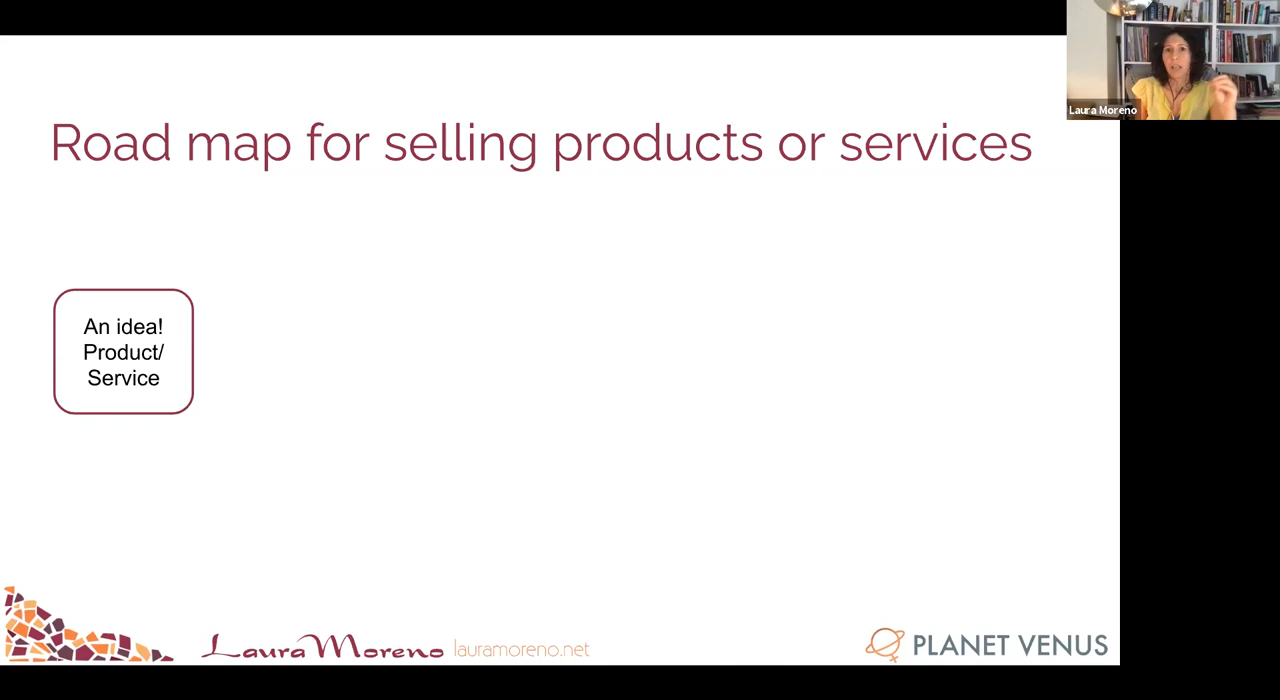 Laura Moreno
Road map for selling products or services
An idea!
Product/
Service
Laura Moreno lauramoreno.net
PLANET VENUS